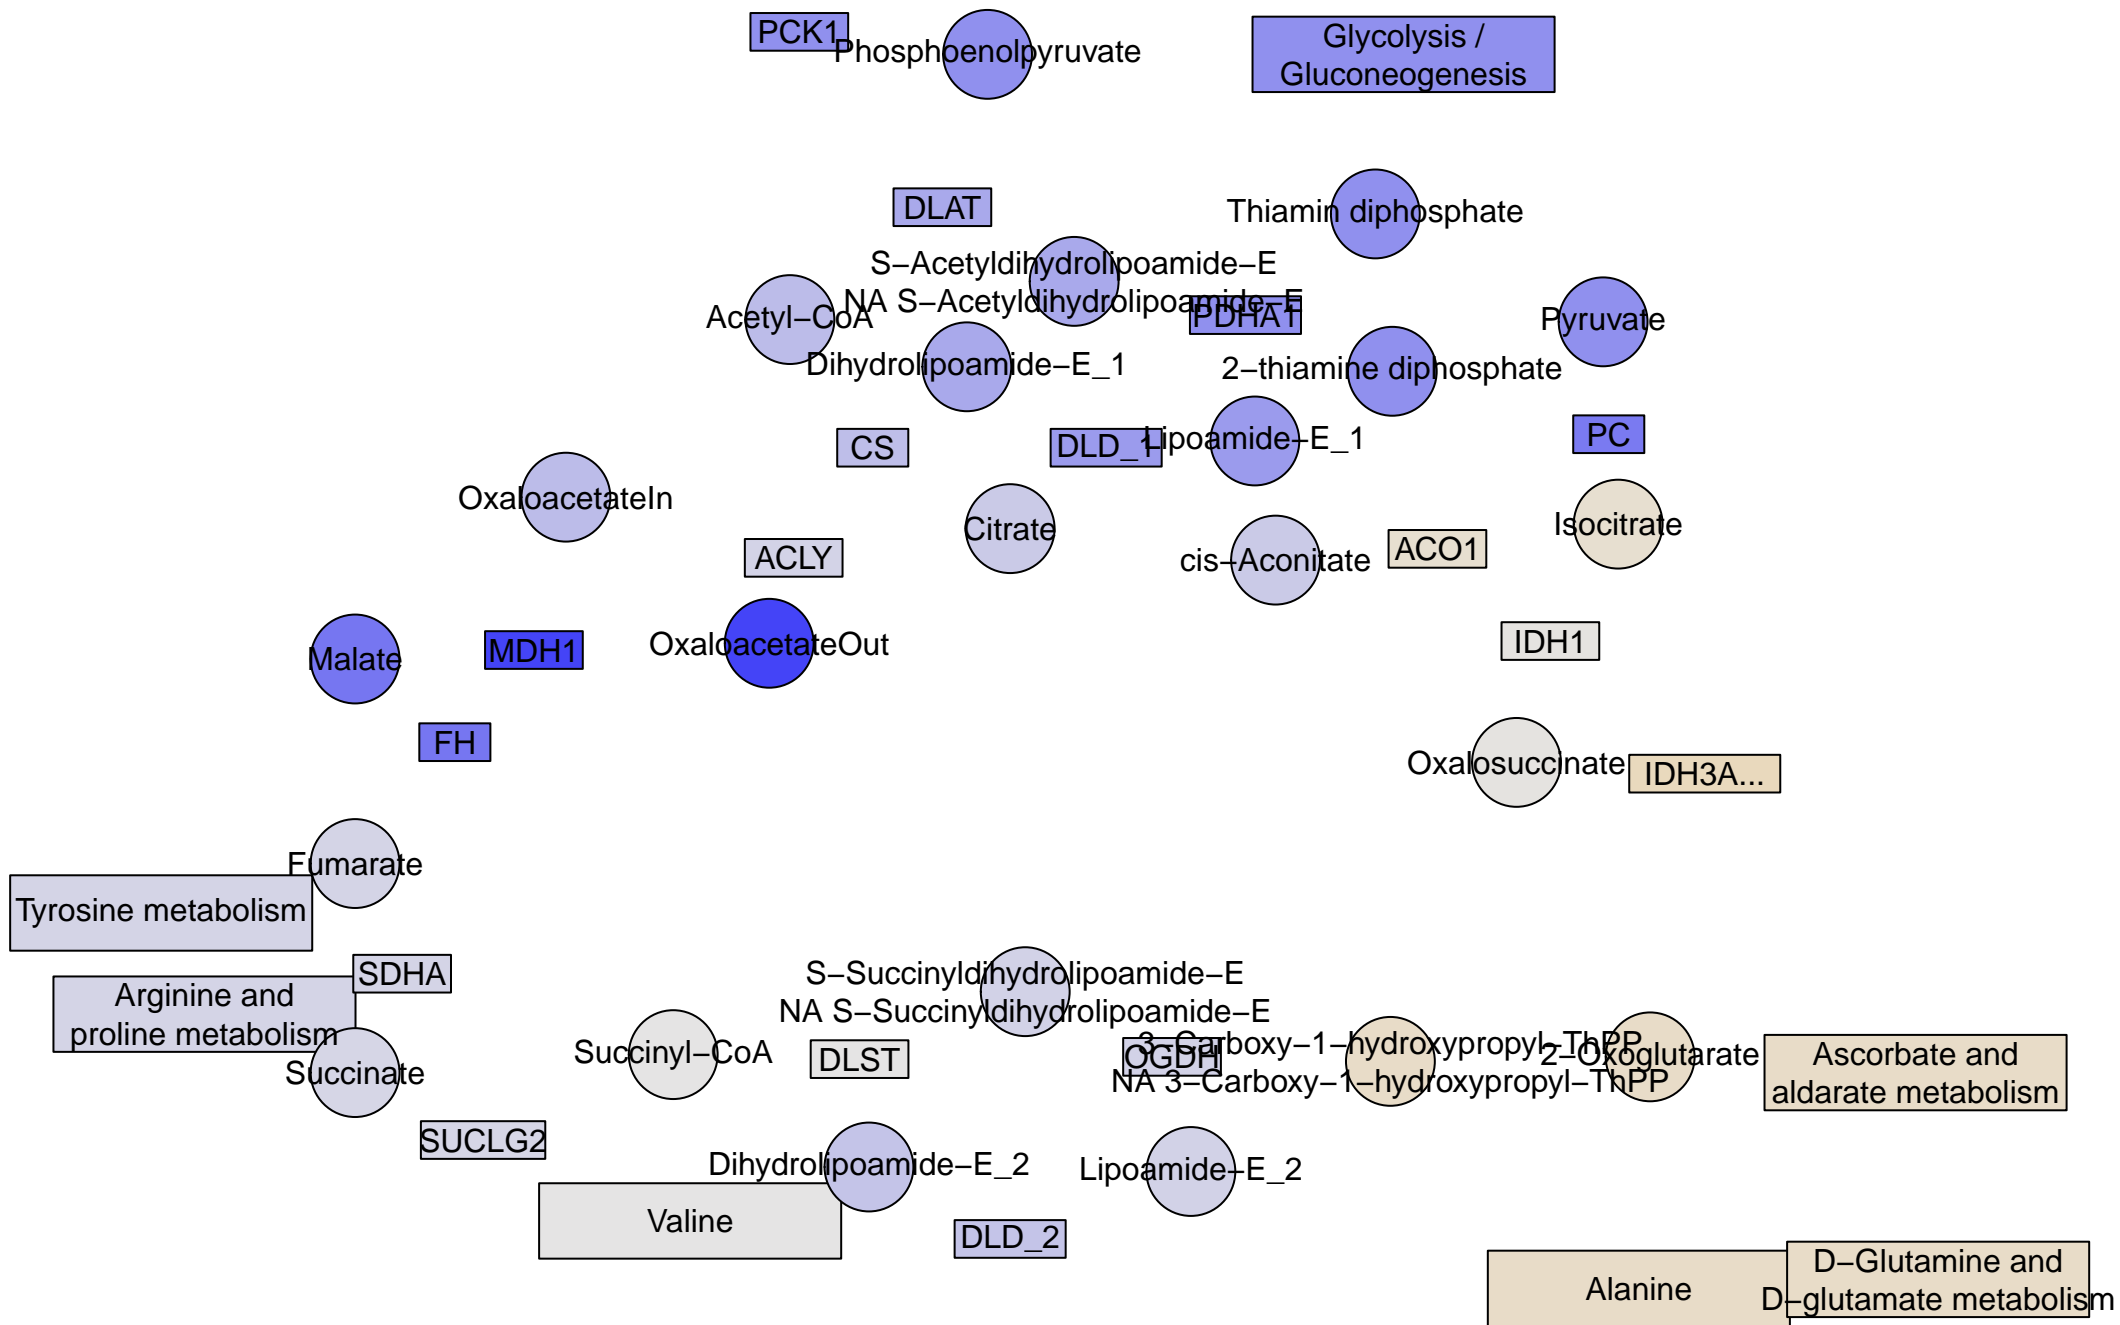 PCK1
Phosphoenolpyruvate
Glycolysis /
Gluconeogenesis
DLAT
Thiamin diphosphate
S−Acetyldihydrolipoamide−E
NA S−Acetyldihydrolipoamide−E
PDHA1
Acetyl−CoA
Pyruvate
Dihydrolipoamide−E_1
2−thiamine diphosphate
CS
DLD_1
Lipoamide−E_1
PC
OxaloacetateIn
Citrate
Isocitrate
ACLY
cis−Aconitate
ACO1
Malate
MDH1
OxaloacetateOut
IDH1
FH
Oxalosuccinate
IDH3A...
Fumarate
Tyrosine metabolism
SDHA
Arginine and
proline metabolism
S−Succinyldihydrolipoamide−E
NA S−Succinyldihydrolipoamide−E
Succinate
Succinyl−CoA
DLST
OGDH
3−Carboxy−1−hydroxypropyl−ThPP
NA 3−Carboxy−1−hydroxypropyl−ThPP
2−Oxoglutarate
Ascorbate and
aldarate metabolism
SUCLG2
Dihydrolipoamide−E_2
Lipoamide−E_2
Valine
DLD_2
Alanine
D−Glutamine and
D−glutamate metabolism